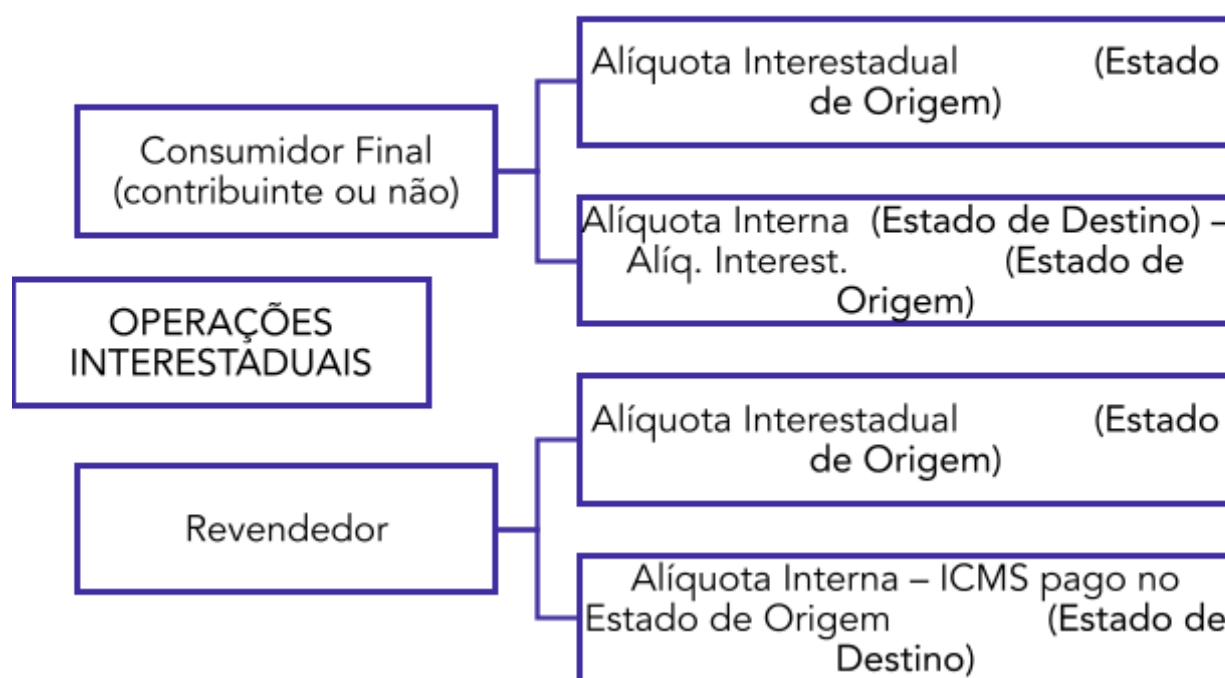 Alíquota Interestadual (Estado
de Origem)
Consumidor Final
(contribuinte ou não)
Alíquota Interna (Estado de Destino) –
Alíq. Interest. (Estado de
Origem)
OPERAÇÕES
INTERESTADUAIS
Alíquota Interestadual (Estado
de Origem)
Revendedor
Alíquota Interna – ICMS pago no
Estado de Origem (Estado de
Destino)